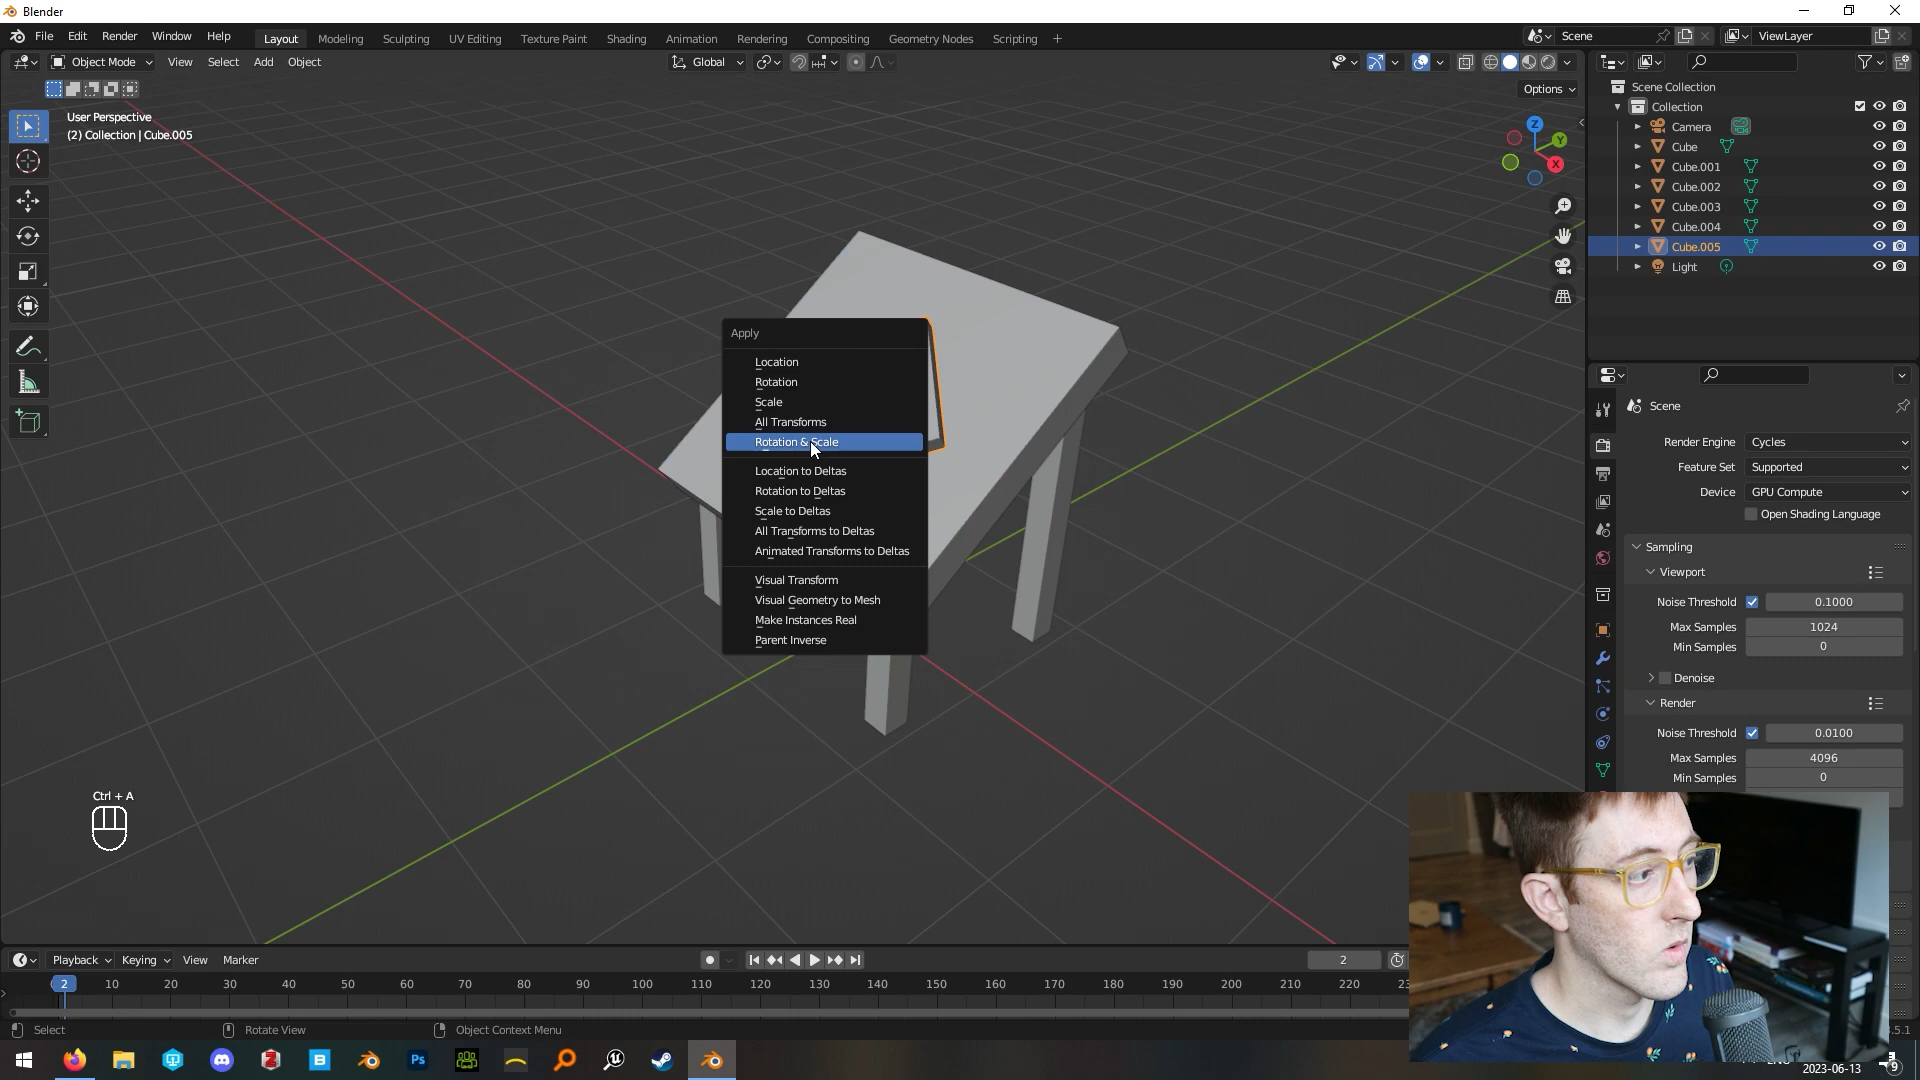 Blender
File Edit Render Window Help
Layout Modeling Sculpting UV Editing Texture Paint Shading Animation Rendering Compositing Geometry Nodes Scripting
Scene
ViewLayer
Object Mode View Select Add Object
Global
Options
User Perspective
(2) Collection | Cube.005
Z
Y
X
Scene Collection
Collection
Camera
Cube
Cube.001
Cube.002
Cube.003
Cube.004
Cube.005
Light
Apply
Location
Rotation
Scale
All Transforms
Rotation & Scale
Location to Deltas
Rotation to Deltas
Scale to Deltas
All Transforms to Deltas
Animated Transforms to Deltas
Visual Transform
Visual Geometry to Mesh
Make Instances Real
Parent Inverse
Scene
Render Engine Cycles
Feature Set Supported
Device GPU Compute
Open Shading Language
Sampling
Viewport
Noise Threshold 0.1000
Max Samples 1024
Min Samples 0
Denoise
Render
Noise Threshold 0.0100
Max Samples 4096
Min Samples 0
Ctrl + A
Playback Keying View Marker
2
2 10 20 30 40 50 60 70 80 90 100 110 120 130 140 150 160 170 180 190 200 210 220
Select Rotate View Object Context Menu
Ps
2023-06-13
9